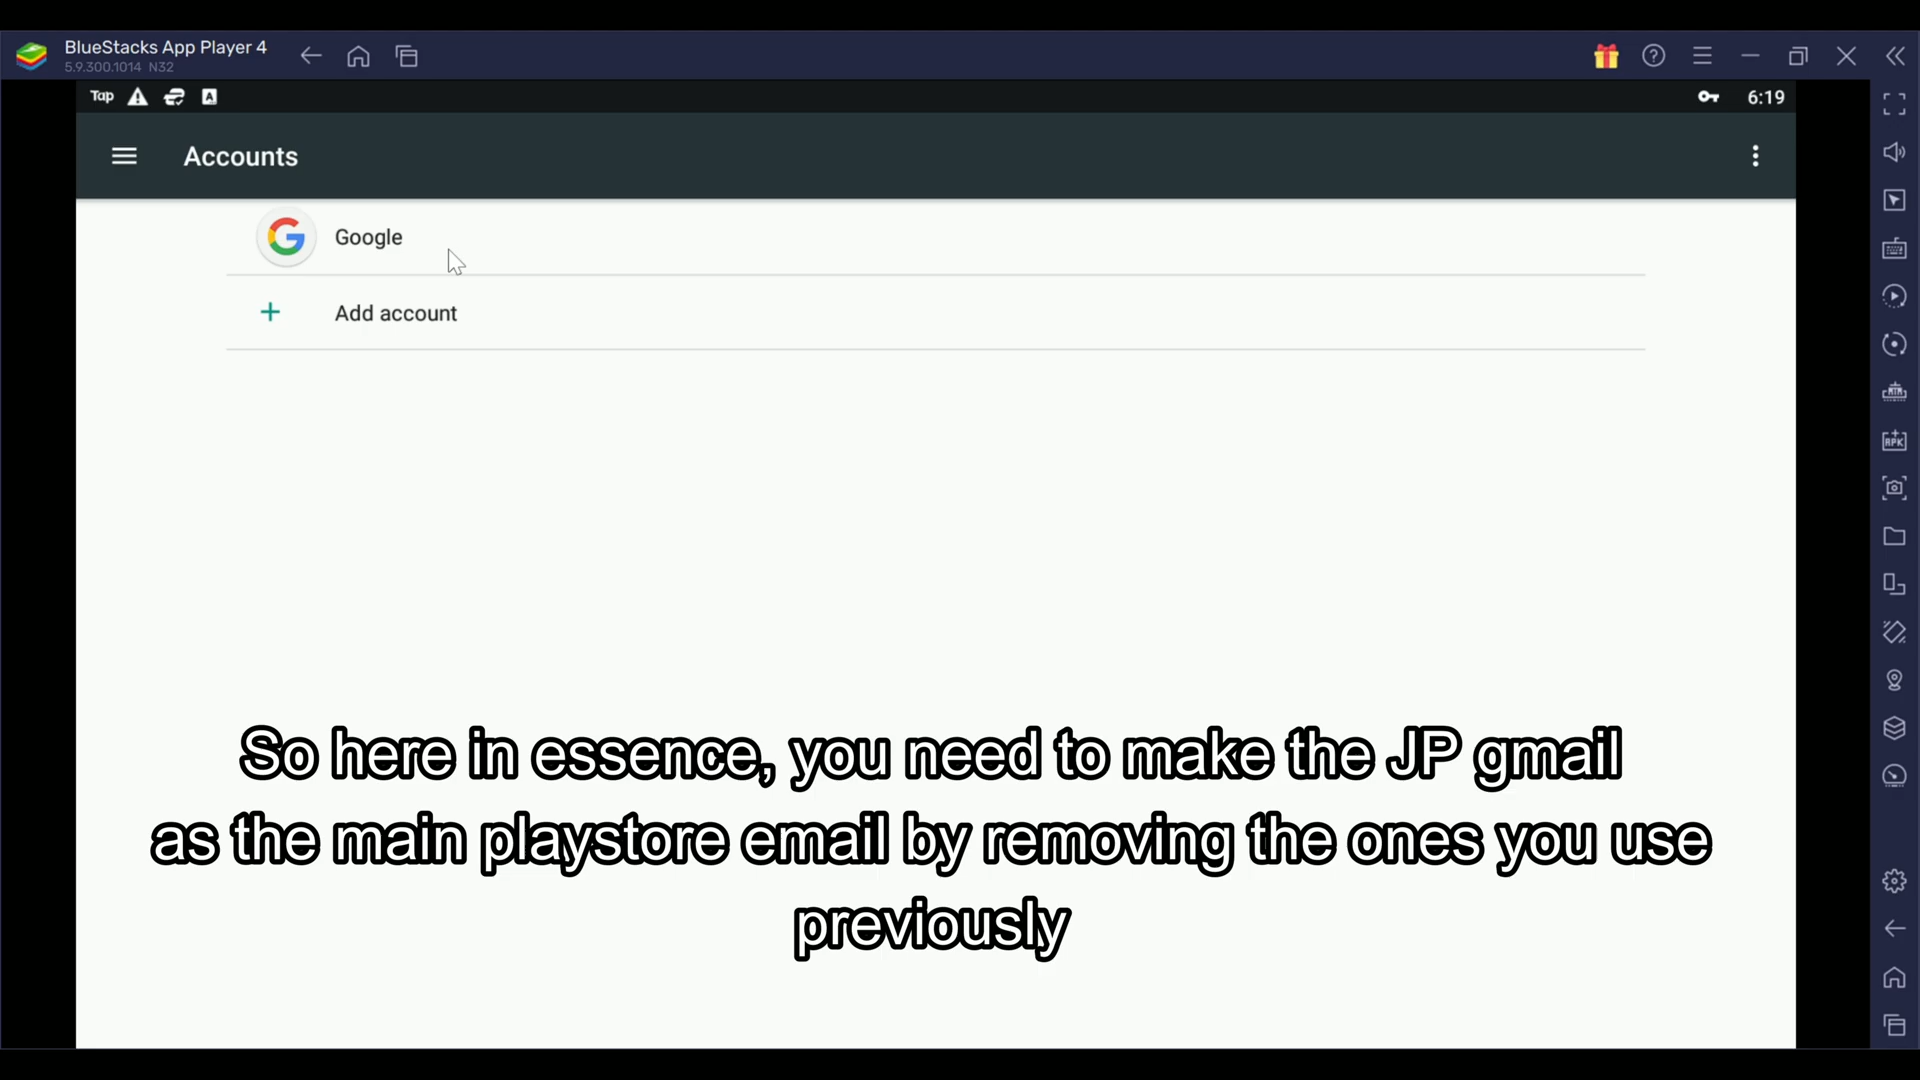 BlueStacks App Player 4
5.9.300.1014 N32
Tap
A
6:19
Accounts
Google
Add account
So here in essence, you need to make the JP gmail
as the main playstore email by removing the ones you use
previously